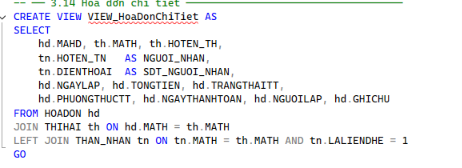 -- ── 3.14 Hoa don chi tiet ──────────────────────────
CREATE VIEW VIEW_HoaDonChiTiet AS
SELECT
hd.MAHD, th.MATH, th.HOTEN_TH,
tn.HOTEN_TN AS NGUOI_NHAN,
tn.DIENTHOAI AS SDT_NGUOI_NHAN,
hd.NGAYLAP, hd.TONGTIEN, hd.TRANGTHAITT,
hd.PHUONGTHUCTT, hd.NGAYTHANHTOAN, hd.NGUOILAP, hd.GHICHU
FROM HOADON hd
JOIN THIHAI th ON hd.MATH = th.MATH
LEFT JOIN THAN_NHAN tn ON tn.MATH = th.MATH AND tn.LALIENDHE = 1
GO